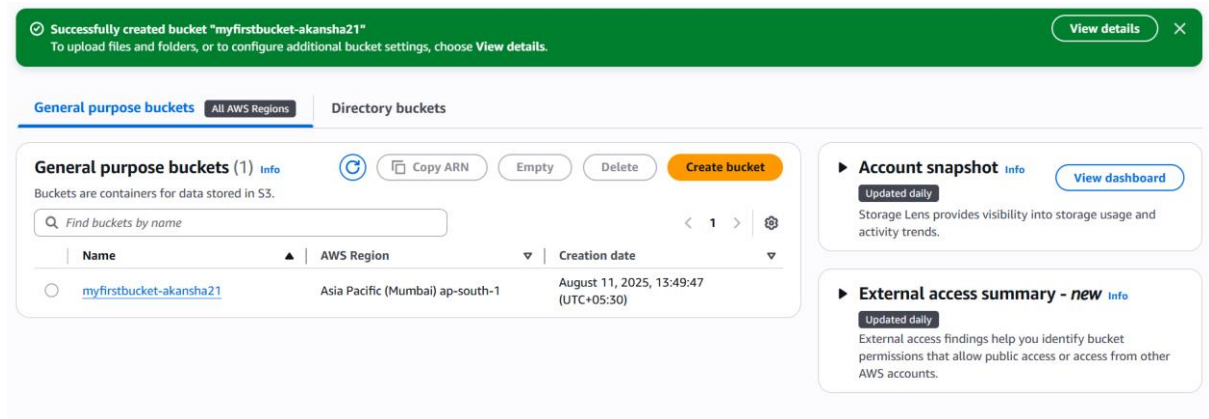 Successfully created bucket "myfirstbucket-akansha21"
To upload files and folders, or to configure additional bucket settings, choose View details.
View details
General purpose buckets All AWS Regions
Directory buckets
General purpose buckets (1) Info
Copy ARN
Empty
Delete
Create bucket
Buckets are containers for data stored in S3.
Find buckets by name
1
Name AWS Region Creation date
myfirstbucket-akansha21 Asia Pacific (Mumbai) ap-south-1 August 11, 2025, 13:49:47
(UTC+05:30)
Account snapshot Info
View dashboard
Updated daily
Storage Lens provides visibility into storage usage and
activity trends.
External access summary - new Info
Updated daily
External access findings help you identify bucket
permissions that allow public access or access from other
AWS accounts.